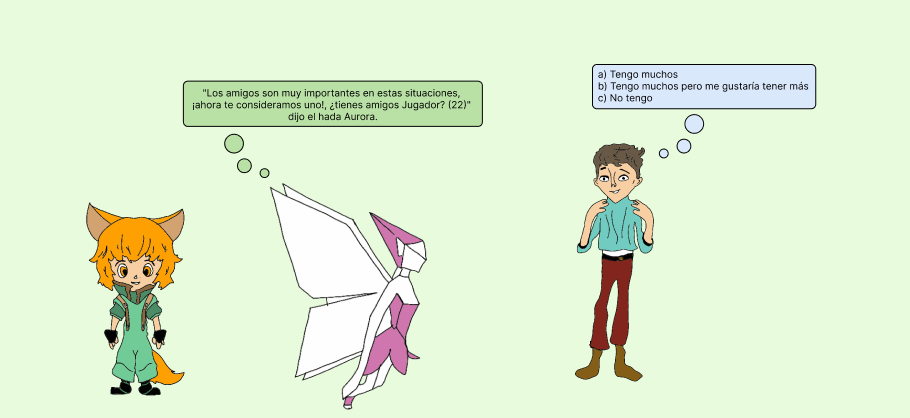 "Los amigos son muy importantes en estas situaciones,
¡ahora te consideramos uno!, ¿tienes amigos Jugador? (22)"
dijo el hada Aurora.
a) Tengo muchos
b) Tengo muchos pero me gustaría tener más
c) No tengo